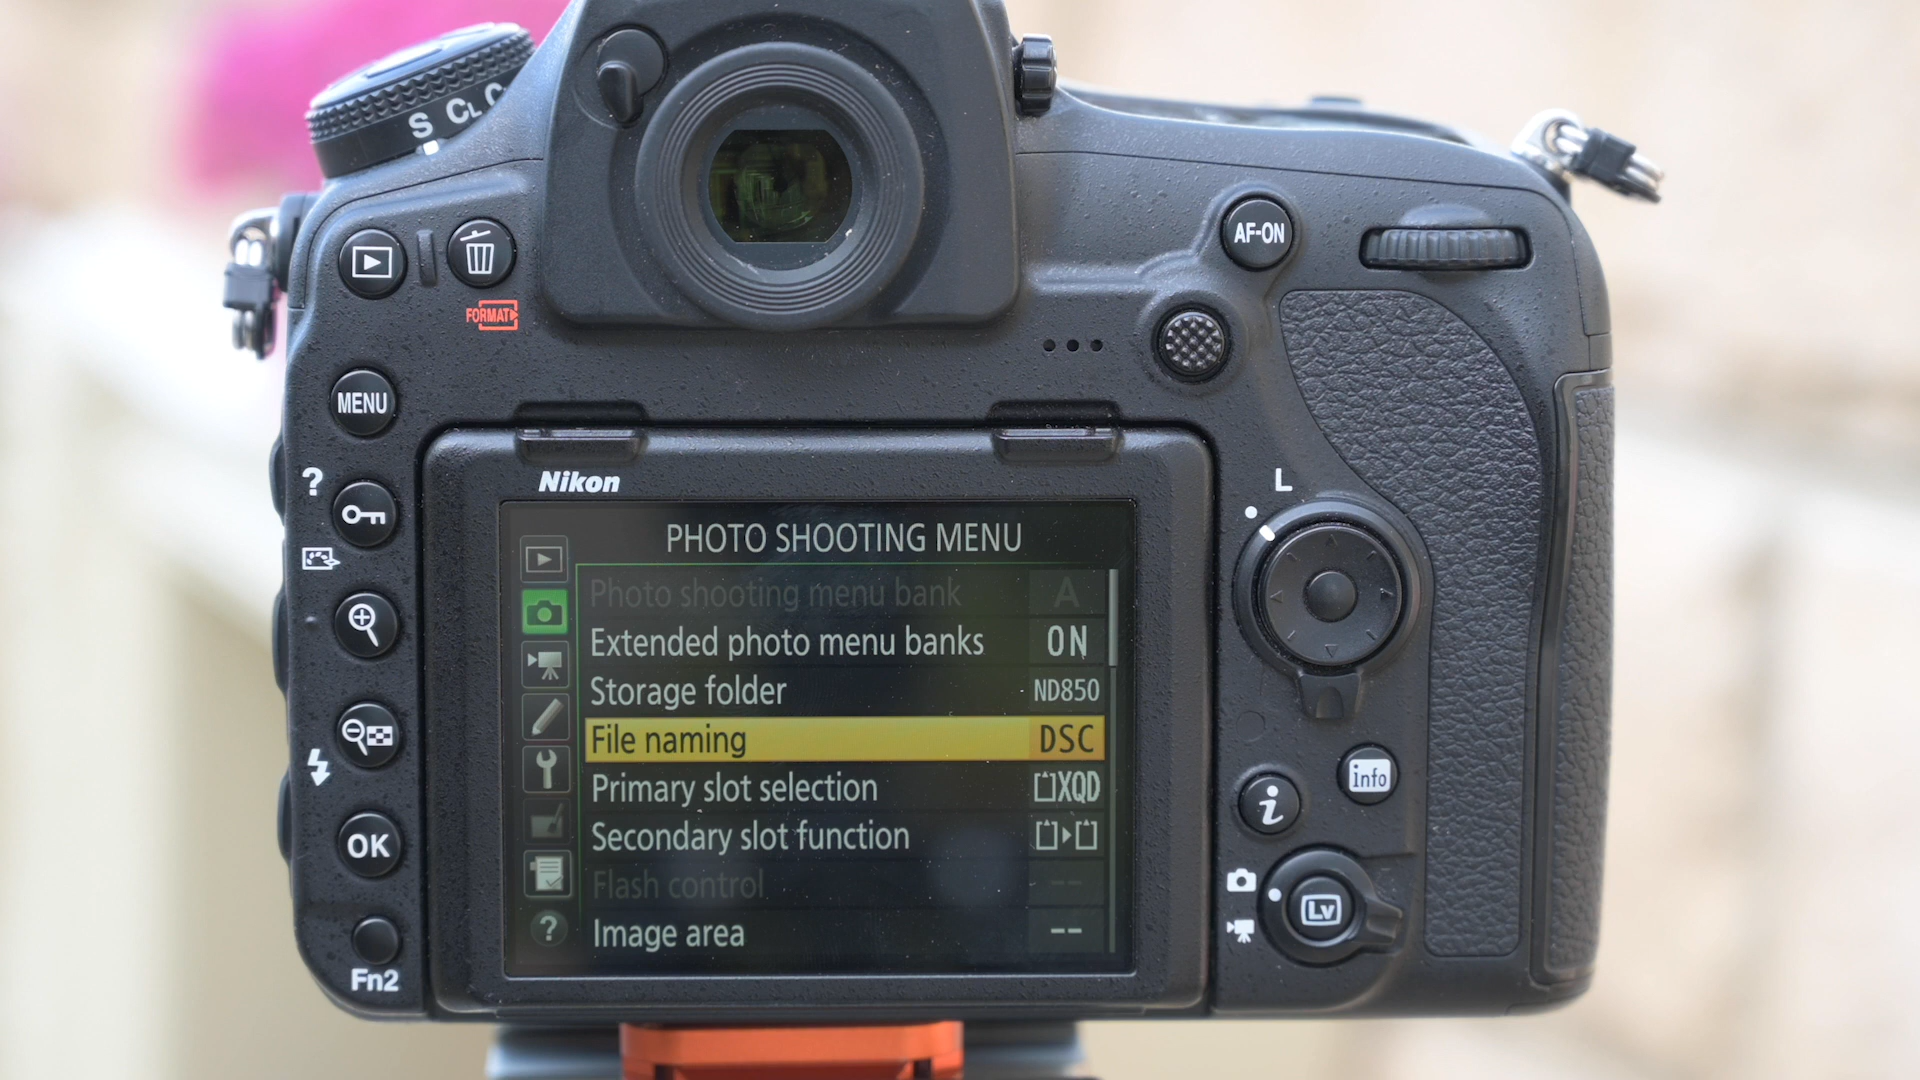 S CL C
AF-ON
FORMAT
MENU
?
Nikon
L
PHOTO SHOOTING MENU
Photo shooting menu bank A
Extended photo menu banks ON
Storage folder ND850
File naming DSC
Primary slot selection XQD
Secondary slot function
Flash control --
Image area --
?
i
info
OK
Lv
Fn2